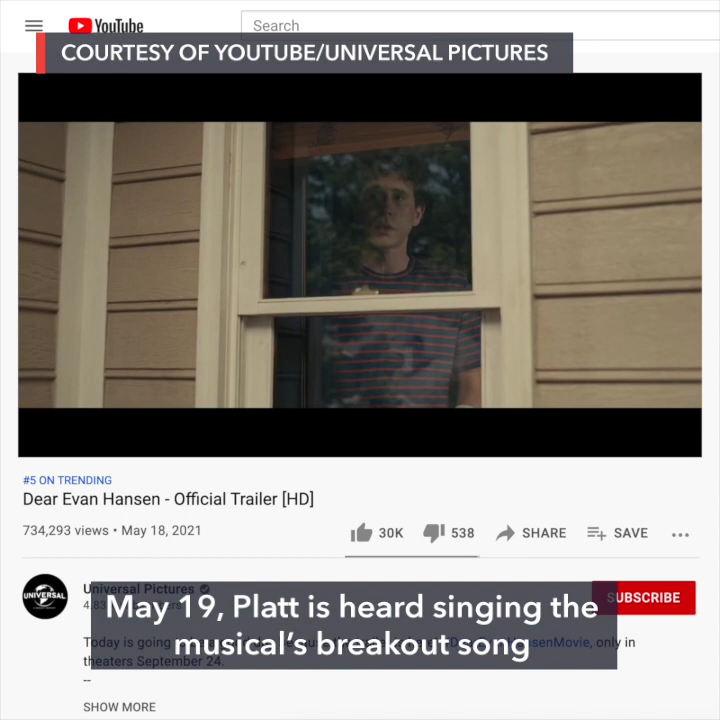 YouTube
Search
COURTESY OF YOUTUBE/UNIVERSAL PICTURES
#5 ON TRENDING
Dear Evan Hansen - Official Trailer [HD]
734,293 views • May 18, 2021
30K
538
SHARE
SAVE
UNIVERSAL
Universal Pictures
SUBSCRIBE
May 19, Platt is heard singing the
musical's breakout song
Today is going
only in
theaters September 24.
--
SHOW MORE